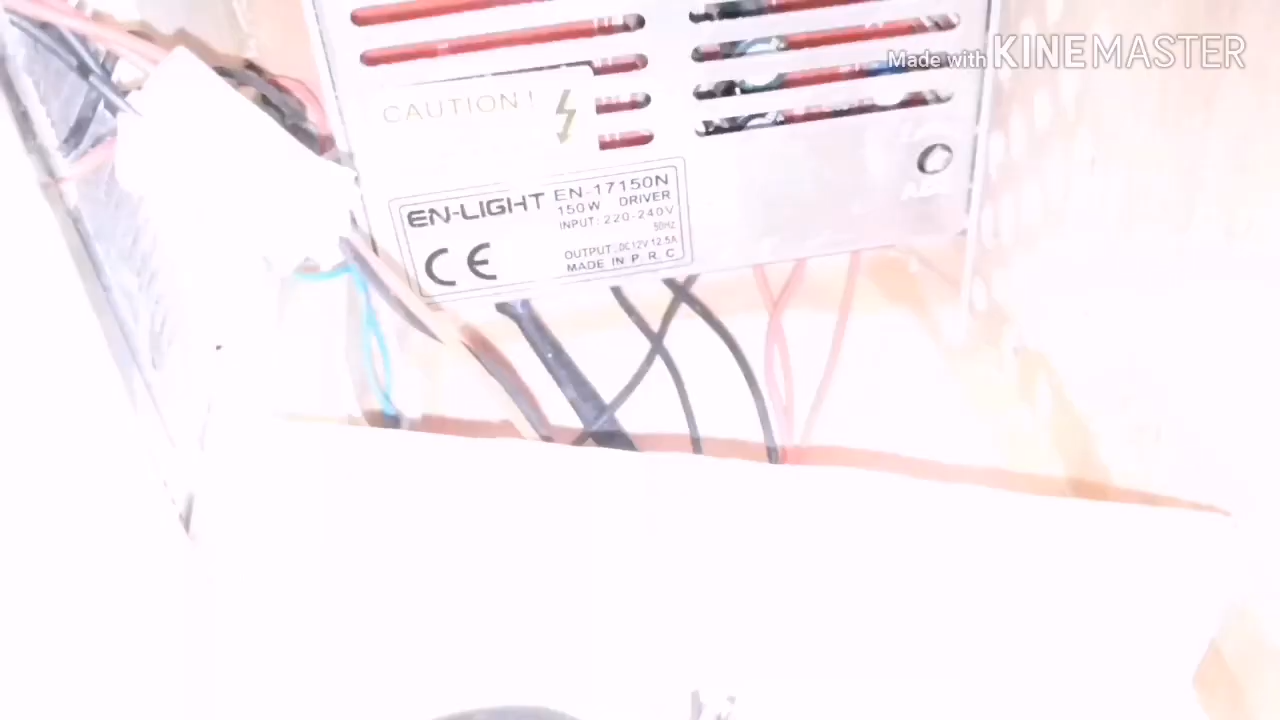 Made with KINEMASTER
CAUTION !
EN-LIGHT EN-17150N
150W DRIVER
INPUT: 220-240V
50HZ
OUTPUT: DC12V 12.5A
MADE IN P. R. C
CE